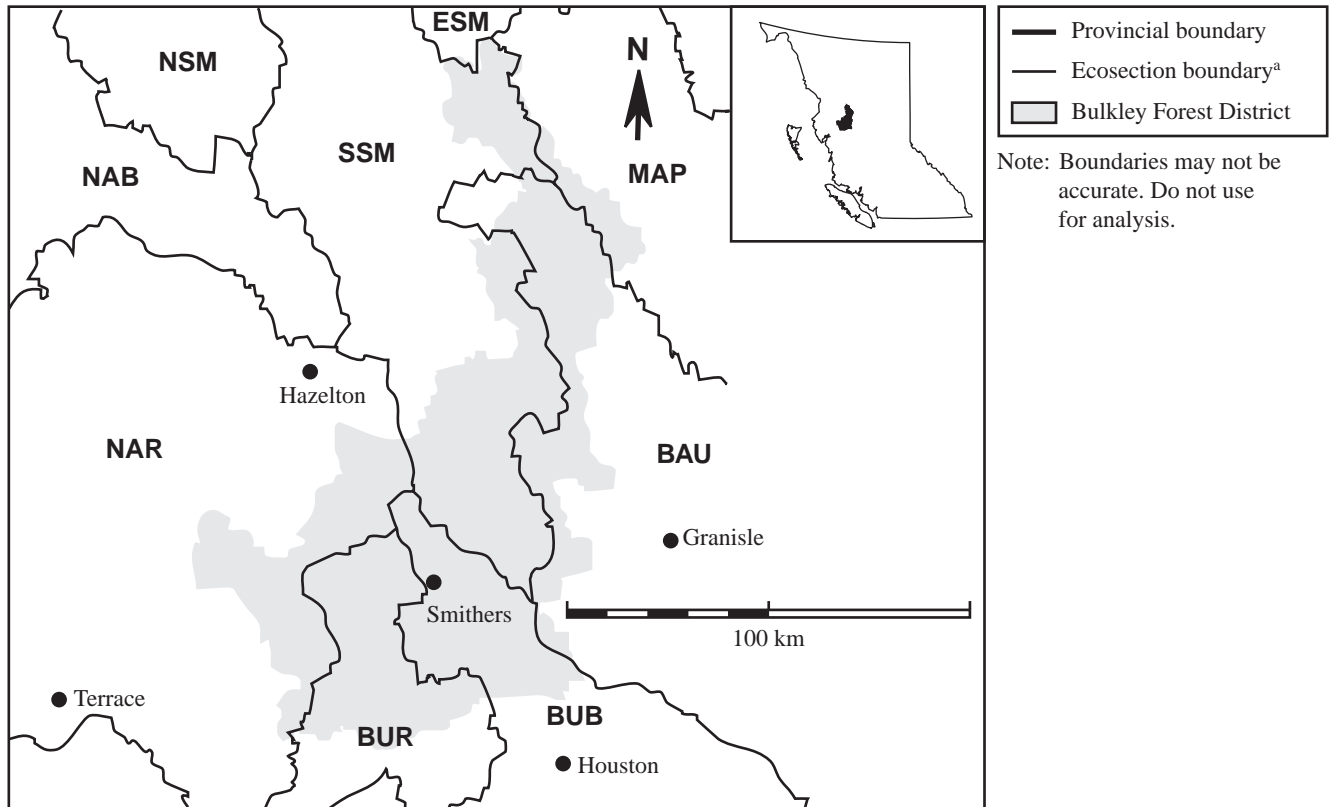 ESM
NSM
N
SSM
NAB
MAP
Hazelton
NAR
BAU
Granisle
Smithers
100 km
Terrace
BUB
BUR
Houston
Provincial boundary
Ecosection boundaryᵃ
Bulkley Forest District
Note: Boundaries may not be
accurate. Do not use
for analysis.